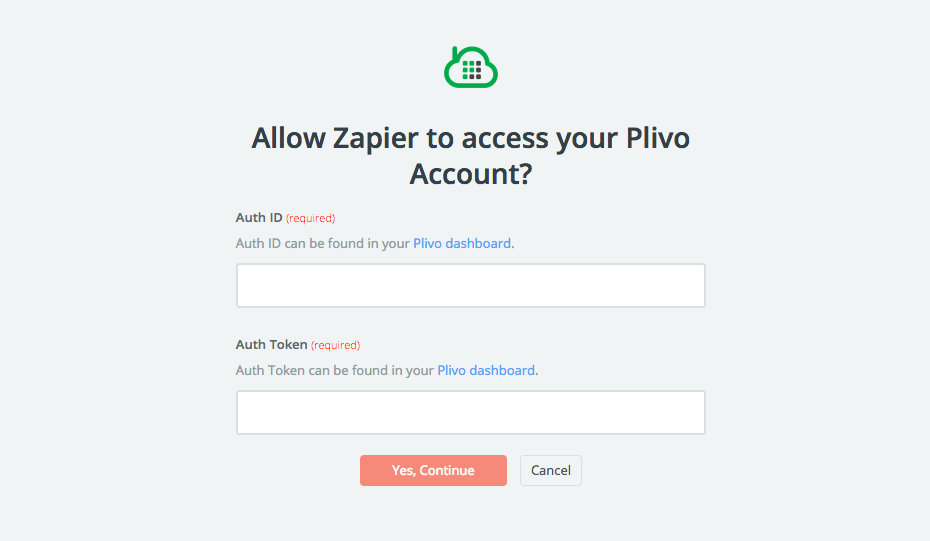 Allow Zapier to access your Plivo
Account?
Auth ID (required)
Auth ID can be found in your Plivo dashboard.
Auth Token (required)
Auth Token can be found in your Plivo dashboard.
Yes, Continue
Cancel